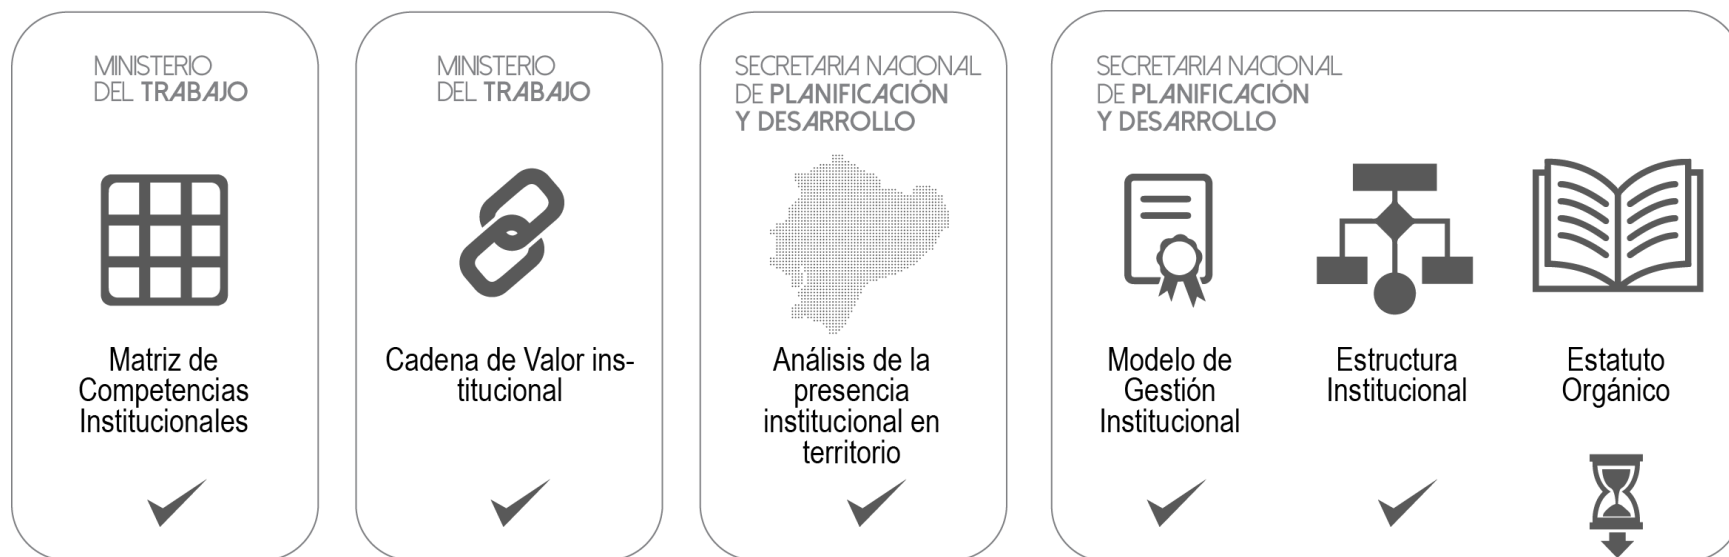 MINISTERIO
DEL TRABAJO
Matriz de
Competencias
Institucionales
MINISTERIO
DEL TRABAJO
Cadena de Valor ins-
titucional
SECRETARIA NACIONAL
DE PLANIFICACIÓN
Y DESARROLLO
Análisis de la
presencia
institucional en
territorio
SECRETARIA NACIONAL
DE PLANIFICACIÓN
Y DESARROLLO
Modelo de
Gestión
Institucional
Estructura
Institucional
Estatuto
Orgánico